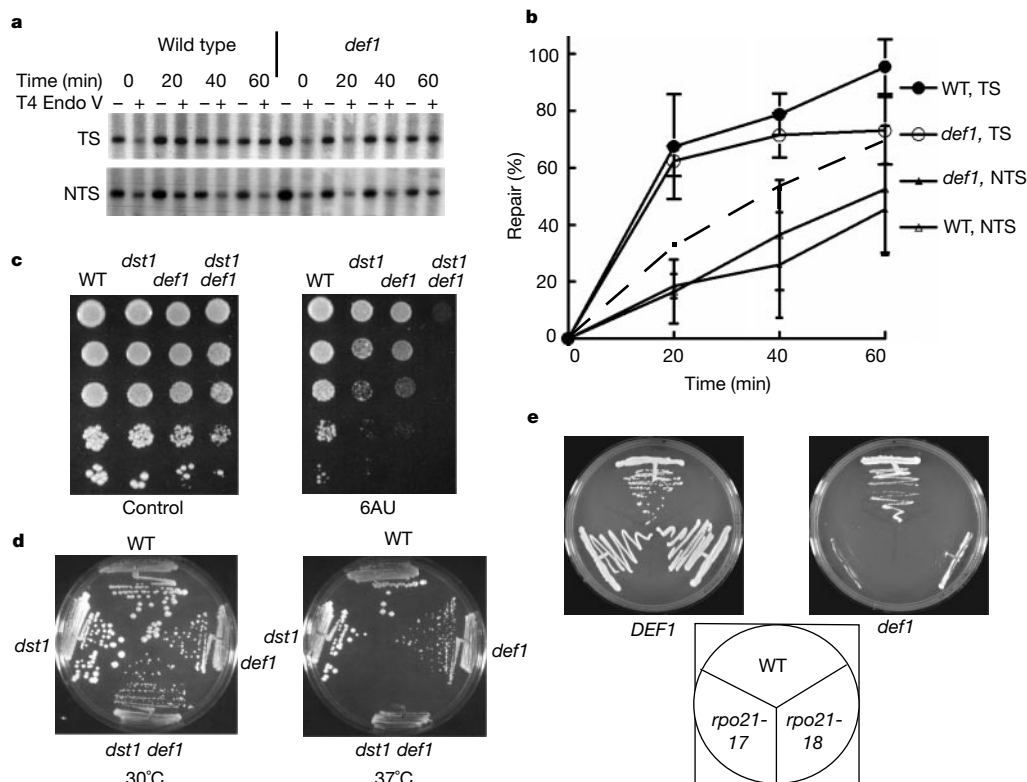 a
Wild type def1
Time (min) 0 20 40 60 0 20 40 60
T4 Endo V – + – + – + – + – + – + – + – +
TS
NTS
b
100
80
60
40
20
0
0 20 40 60
Repair (%)
Time (min)
WT, TS
def1, TS
def1, NTS
WT, NTS
c
WT dst1 def1 dst1 def1
Control
WT dst1 def1 dst1 def1
6AU
d
WT
dst1
def1
dst1 def1
30°C
WT
dst1
def1
dst1 def1
37°C
e
DEF1
def1
WT
rpo21-17
rpo21-18